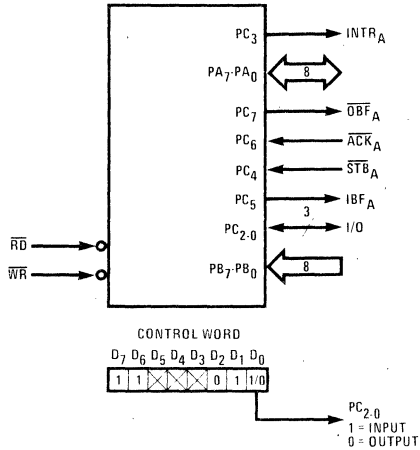 PC3 INTRA
PA7-PA0 8
PC7 OBFA
PC6 ACKA
PC4 STBA
PC5 IBFA
3
PC2-0 I/O
RD
PB7-PB0 8
WR
CONTROL WORD
D7 D6 D5 D4 D3 D2 D1 D0
1 1 0 1 I/O
PC2-0
1 = INPUT
0 = OUTPUT